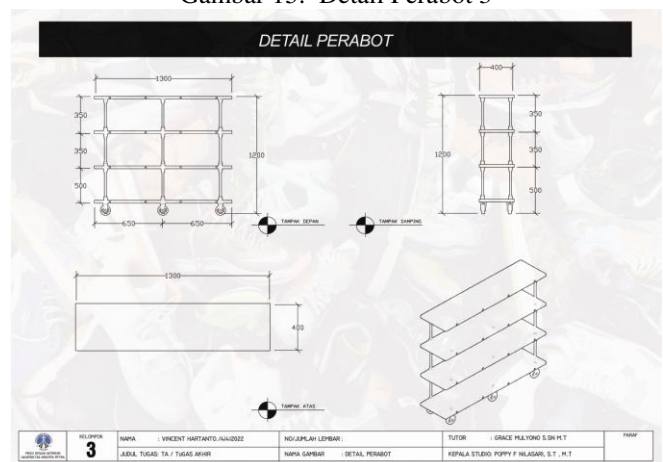 Gambar 13. Detail Perabot 3
DETAIL PERABOT
1300
400
350
350
500
1200
650
650
TAMPAK DEPAN
350
350
500
1200
TAMPAK SAMPING
1300
400
TAMPAK ATAS
KELOMPOK
3
NAMA : VINCENT HARTANTO
NO/JUMLAH LEMBAR :
TUTOR : GRACE MULYONO S.SN M.T
PARAF
JUDUL TUGAS: TA / TUGAS AKHIR
NAMA GAMBAR : DETAIL PERABOT
KEPALA STUDIO: POPPY F NILASARI, S.T , M.T